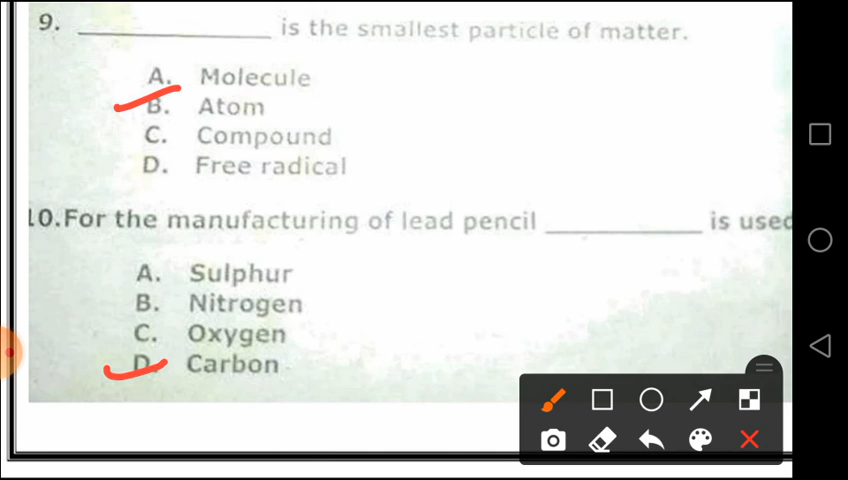 9. ____________ is the smallest particle of matter.
A. Molecule
B. Atom
C. Compound
D. Free radical
10.For the manufacturing of lead pencil __________ is used
A. Sulphur
B. Nitrogen
C. Oxygen
D. Carbon